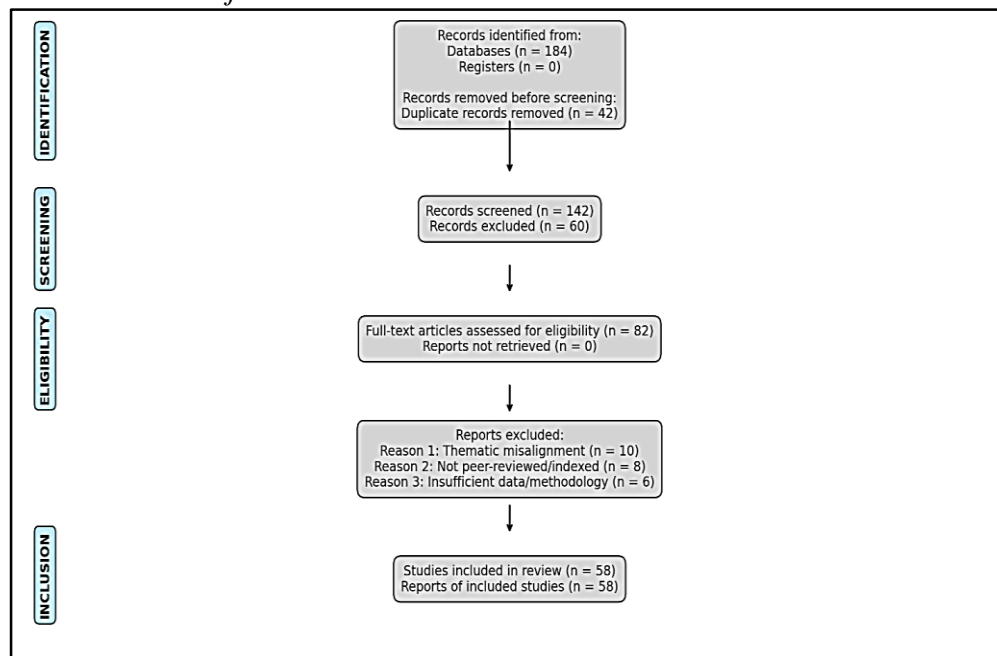 IDENTIFICATION
Records identified from:
Databases (n = 184)
Registers (n = 0)
Records removed before screening:
Duplicate records removed (n = 42)
SCREENING
Records screened (n = 142)
Records excluded (n = 60)
ELIGIBILITY
Full-text articles assessed for eligibility (n = 82)
Reports not retrieved (n = 0)
Reports excluded:
Reason 1: Thematic misalignment (n = 10)
Reason 2: Not peer-reviewed/indexed (n = 8)
Reason 3: Insufficient data/methodology (n = 6)
INCLUSION
Studies included in review (n = 58)
Reports of included studies (n = 58)